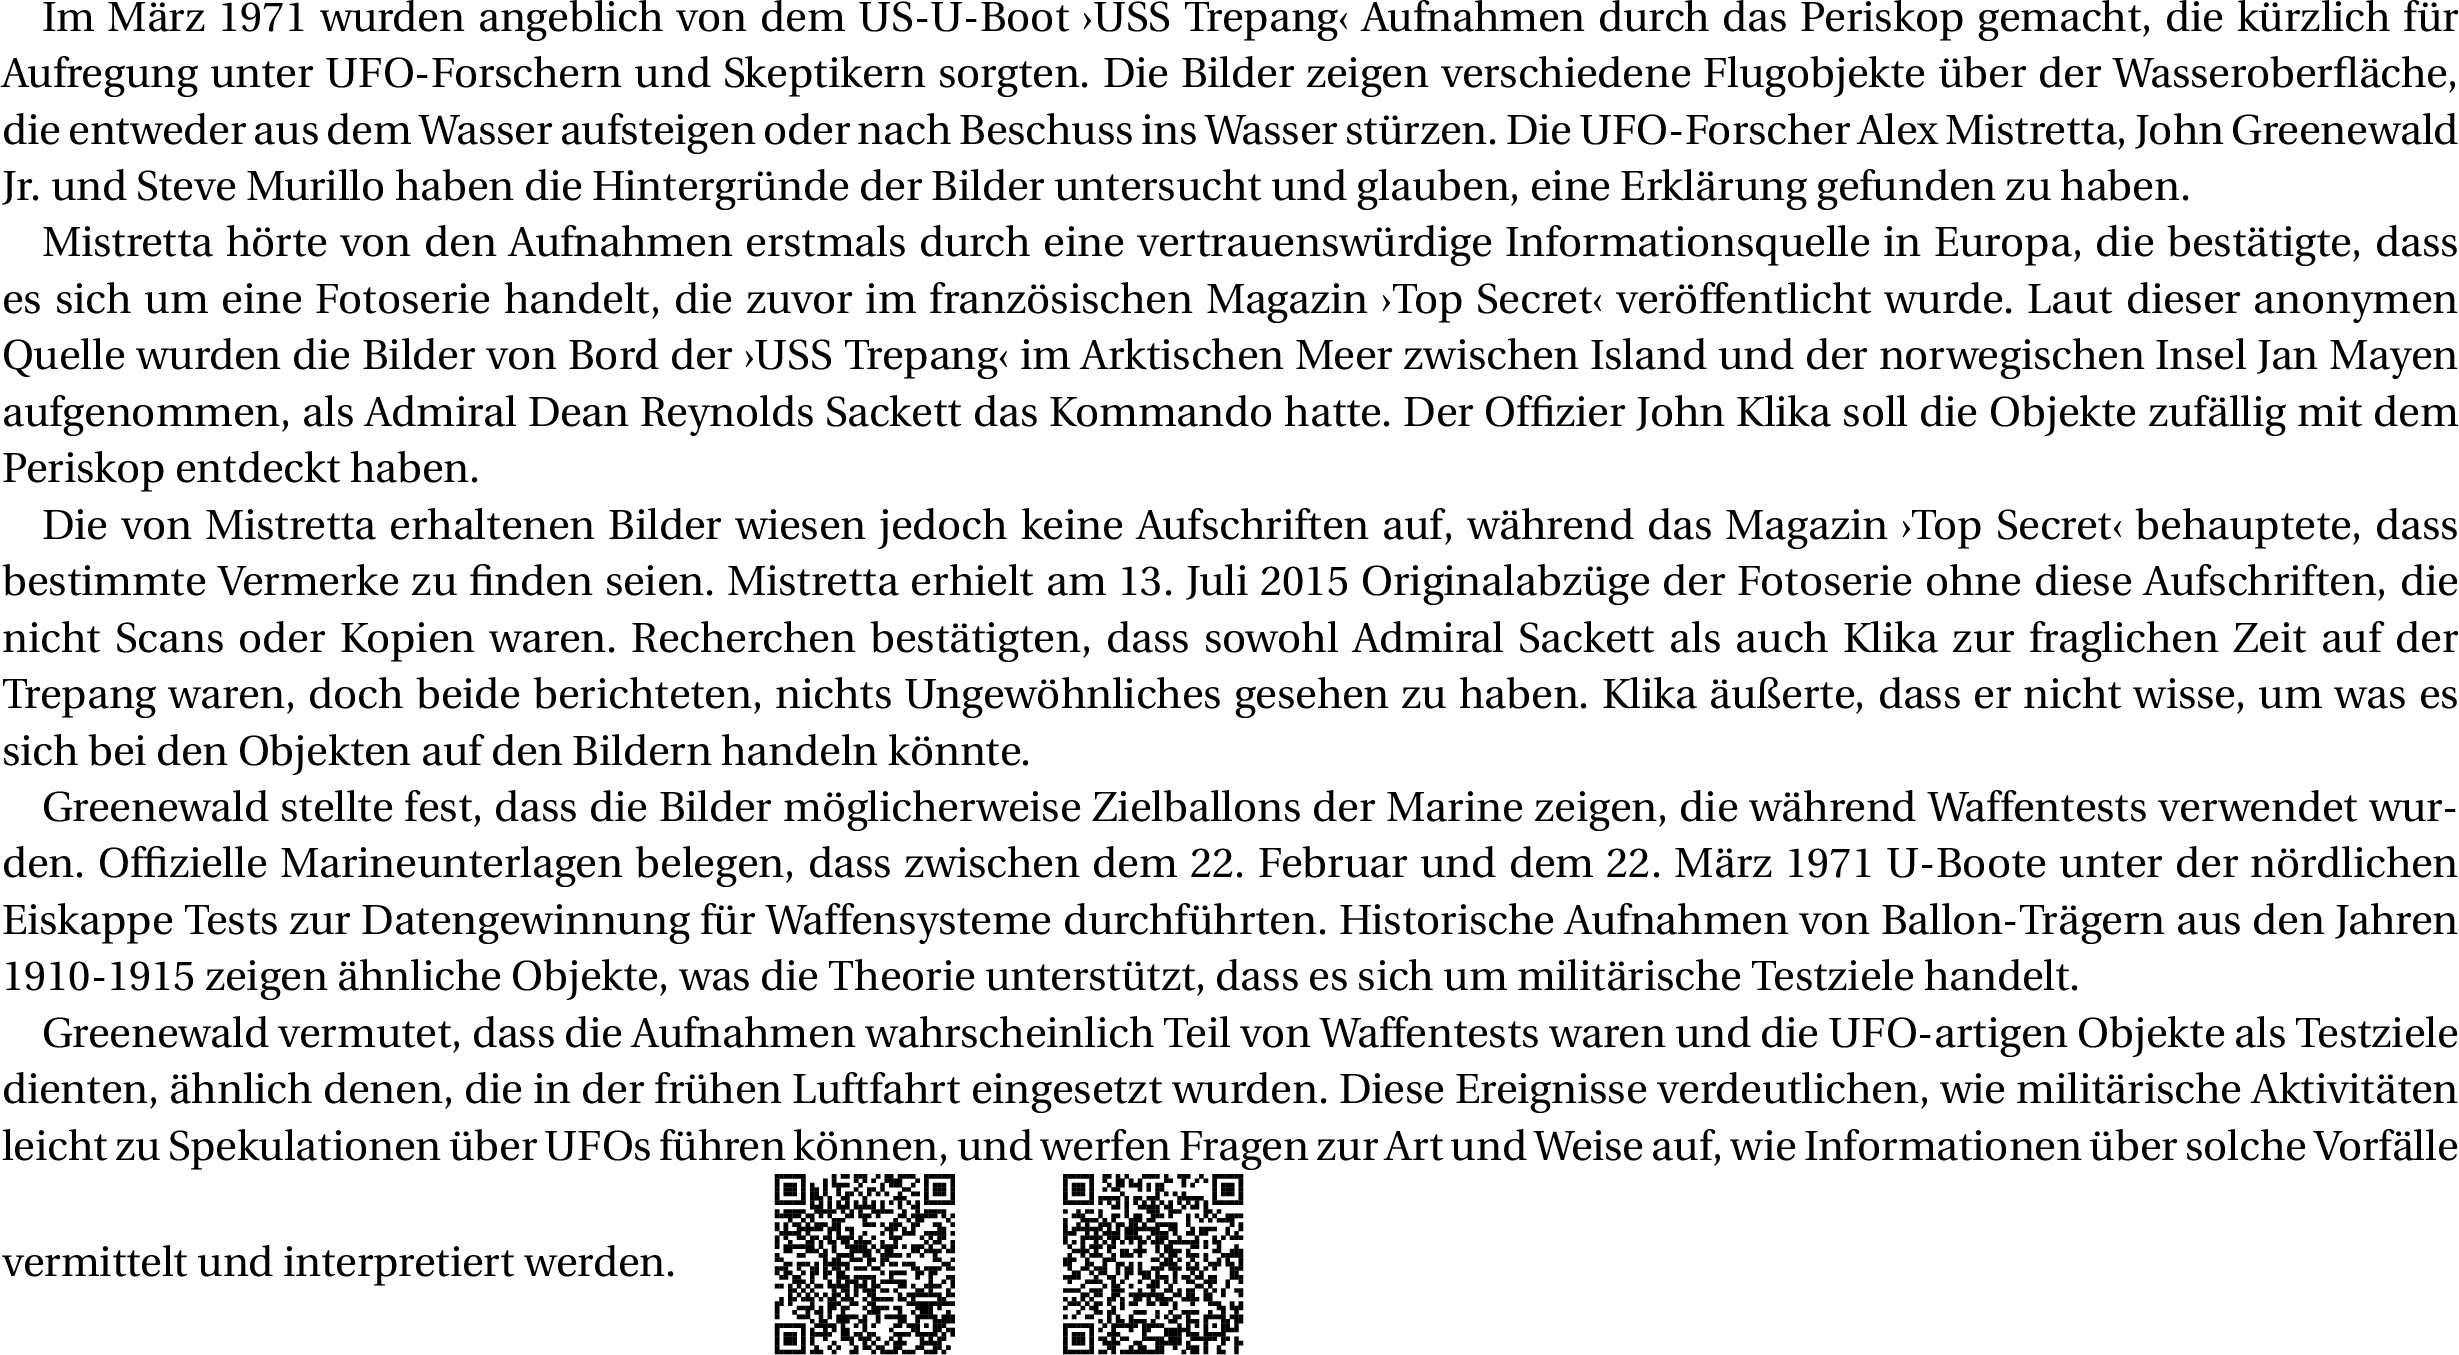 Im März 1971 wurden angeblich von dem US-U-Boot ›USS Trepang‹ Aufnahmen durch das Periskop gemacht, die kürzlich für
Aufregung unter UFO-Forschern und Skeptikern sorgten. Die Bilder zeigen verschiedene Flugobjekte über der Wasseroberfläche,
die entweder aus dem Wasser aufsteigen oder nach Beschuss ins Wasser stürzen. Die UFO-Forscher Alex Mistretta, John Greenewald
Jr. und Steve Murillo haben die Hintergründe der Bilder untersucht und glauben, eine Erklärung gefunden zu haben.
Mistretta hörte von den Aufnahmen erstmals durch eine vertrauenswürdige Informationsquelle in Europa, die bestätigte, dass
es sich um eine Fotoserie handelt, die zuvor im französischen Magazin ›Top Secret‹ veröffentlicht wurde. Laut dieser anonymen
Quelle wurden die Bilder von Bord der ›USS Trepang‹ im Arktischen Meer zwischen Island und der norwegischen Insel Jan Mayen
aufgenommen, als Admiral Dean Reynolds Sackett das Kommando hatte. Der Offizier John Klika soll die Objekte zufällig mit dem
Periskop entdeckt haben.
Die von Mistretta erhaltenen Bilder wiesen jedoch keine Aufschriften auf, während das Magazin ›Top Secret‹ behauptete, dass
bestimmte Vermerke zu finden seien. Mistretta erhielt am 13. Juli 2015 Originalabzüge der Fotoserie ohne diese Aufschriften, die
nicht Scans oder Kopien waren. Recherchen bestätigten, dass sowohl Admiral Sackett als auch Klika zur fraglichen Zeit auf der
Trepang waren, doch beide berichteten, nichts Ungewöhnliches gesehen zu haben. Klika äußerte, dass er nicht wisse, um was es
sich bei den Objekten auf den Bildern handeln könnte.
Greenewald stellte fest, dass die Bilder möglicherweise Zielballons der Marine zeigen, die während Waffentests verwendet wur-
den. Offizielle Marineunterlagen belegen, dass zwischen dem 22. Februar und dem 22. März 1971 U-Boote unter der nördlichen
Eiskappe Tests zur Datengewinnung für Waffensysteme durchführten. Historische Aufnahmen von Ballon-Trägern aus den Jahren
1910-1915 zeigen ähnliche Objekte, was die Theorie unterstützt, dass es sich um militärische Testziele handelt.
Greenewald vermutet, dass die Aufnahmen wahrscheinlich Teil von Waffentests waren und die UFO-artigen Objekte als Testziele
dienten, ähnlich denen, die in der frühen Luftfahrt eingesetzt wurden. Diese Ereignisse verdeutlichen, wie militärische Aktivitäten
leicht zu Spekulationen über UFOs führen können, und werfen Fragen zur Art und Weise auf, wie Informationen über solche Vorfälle
vermittelt und interpretiert werden.